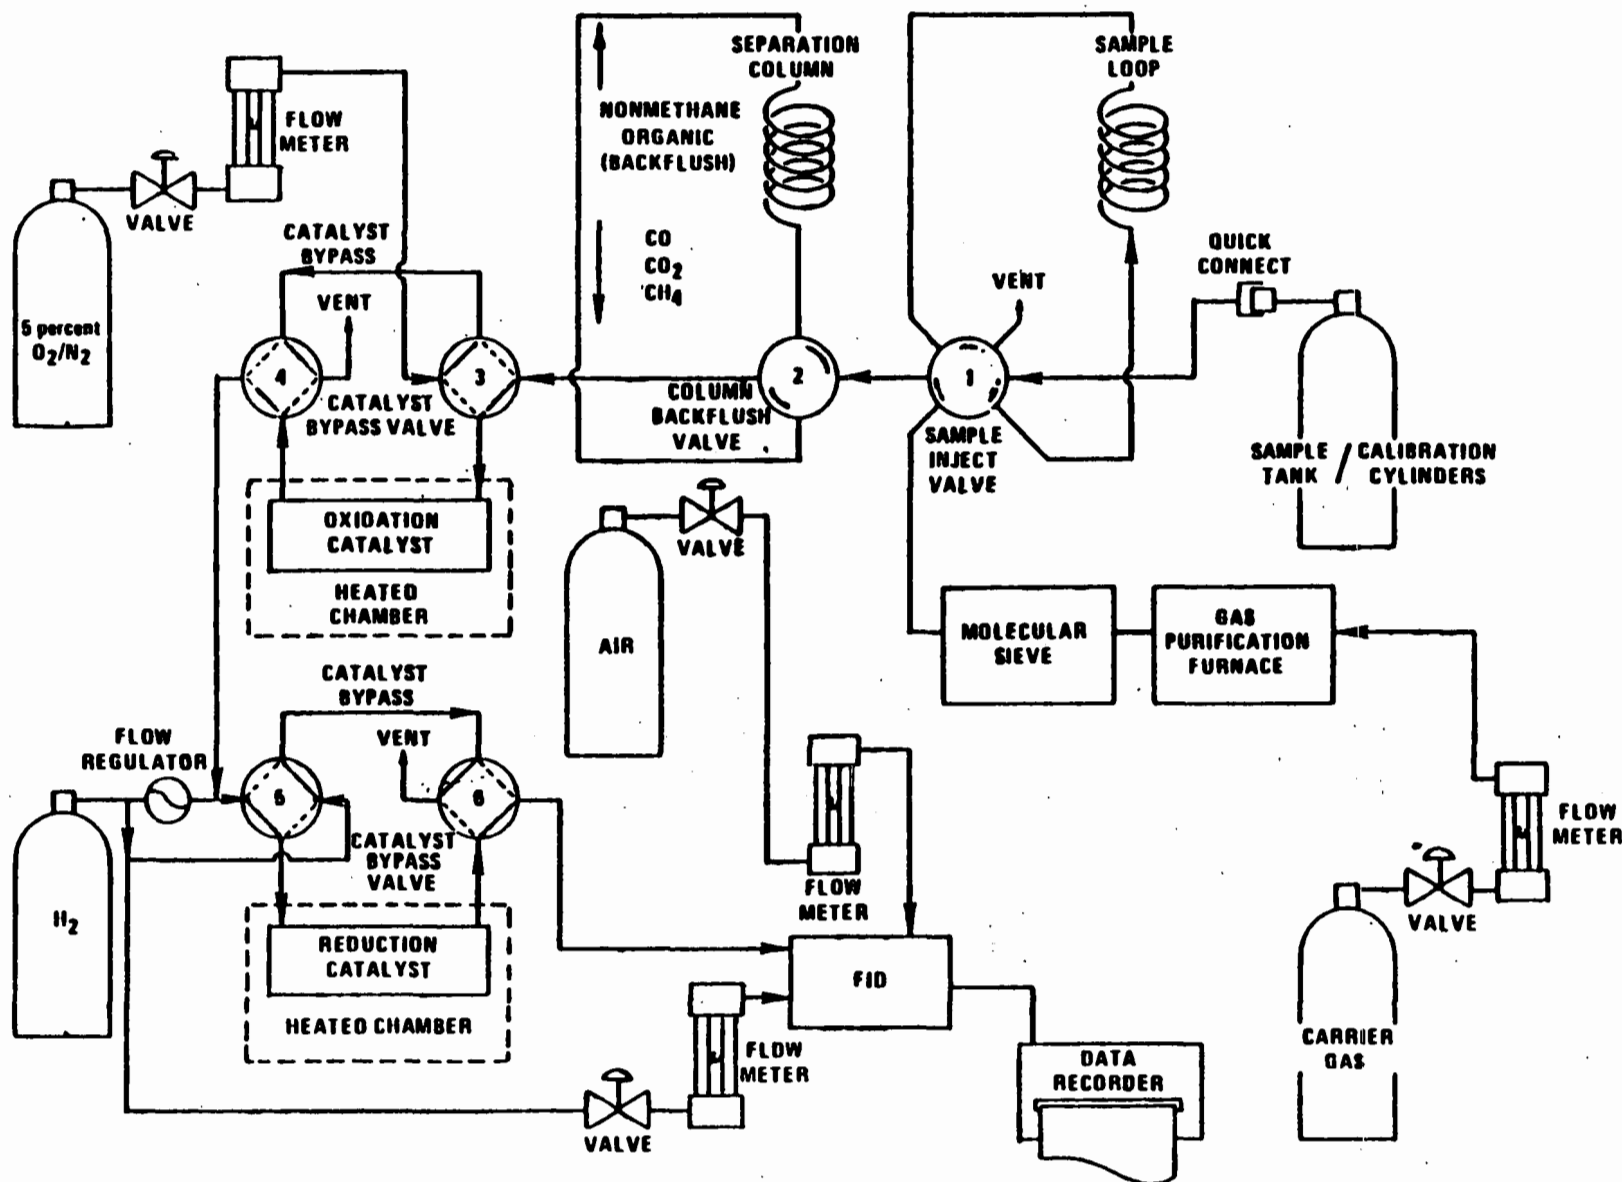 SEPARATION
COLUMN
SAMPLE
LOOP
FLOW
METER
NONMETHANE
ORGANIC
(BACKFLUSH)
VALVE
CATALYST
BYPASS
CO
CO2
CH4
QUICK
CONNECT
VENT
VENT
5 percent
O2/N2
4
3
2
1
CATALYST
BYPASS VALVE
COLUMN
BACKFLUSH
VALVE
SAMPLE
INJECT
VALVE
SAMPLE
TANK
/
CALIBRATION
CYLINDERS
OXIDATION
CATALYST
VALVE
HEATED
CHAMBER
AIR
MOLECULAR
SIEVE
GAS
PURIFICATION
FURNACE
CATALYST
BYPASS
FLOW
REGULATOR
VENT
5
6
CATALYST
BYPASS
VALVE
FLOW
METER
FLOW
METER
H2
VALVE
REDUCTION
CATALYST
FID
HEATED CHAMBER
FLOW
METER
VALVE
DATA
RECORDER
CARRIER
GAS